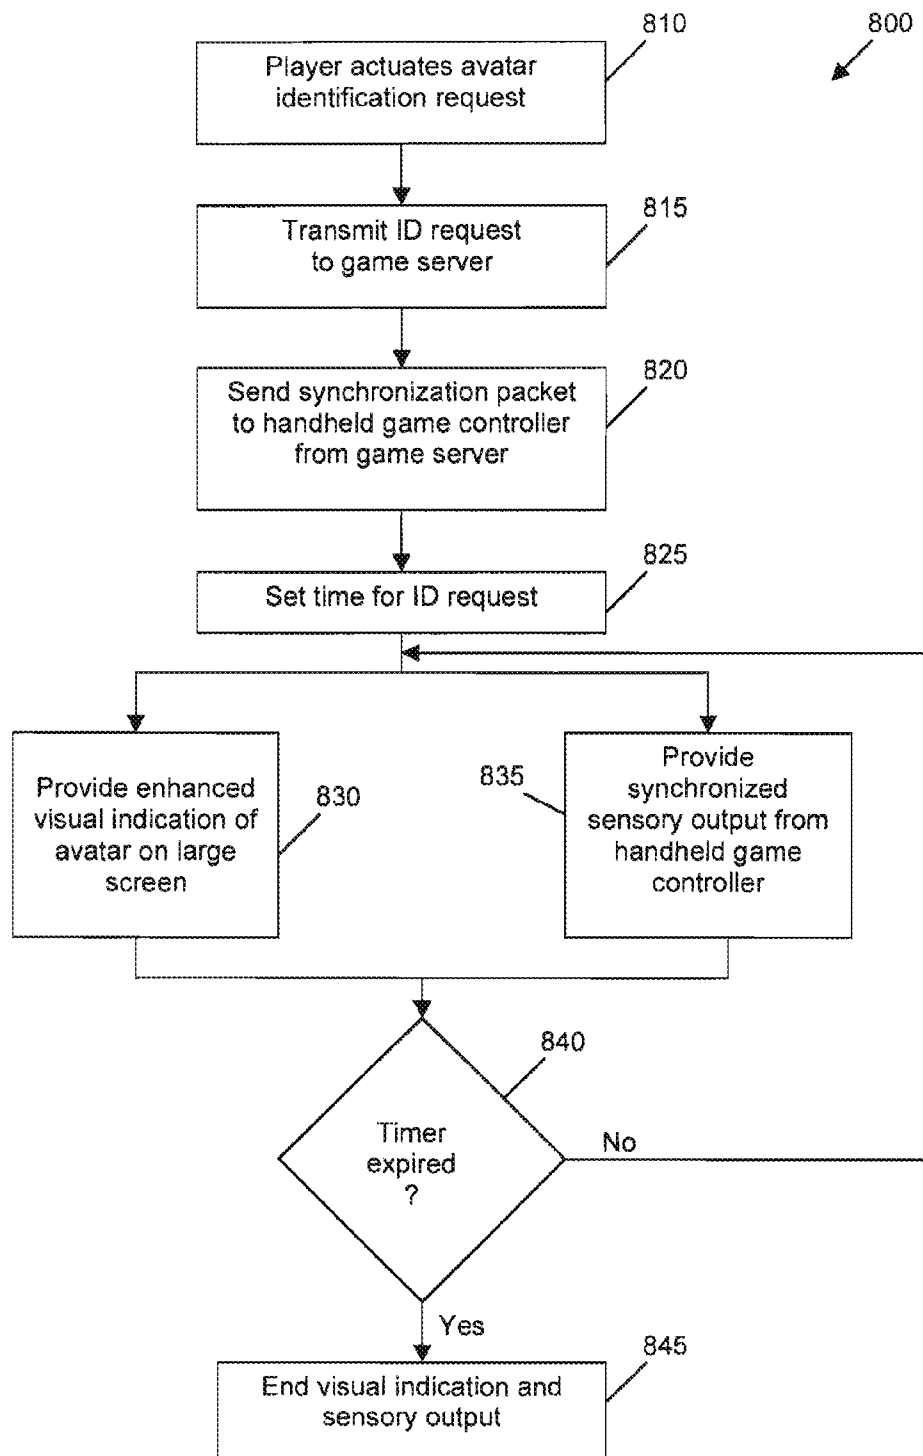 810
800
Player actuates avatar
identification request
815
Transmit ID request
to game server
820
Send synchronization packet
to handheld game controller
from game server
825
Set time for ID request
Provide enhanced
visual indication of
avatar on large
screen
830
835
Provide
synchronized
sensory output from
handheld game
controller
840
Timer
expired
?
No
Yes
845
End visual indication and
sensory output